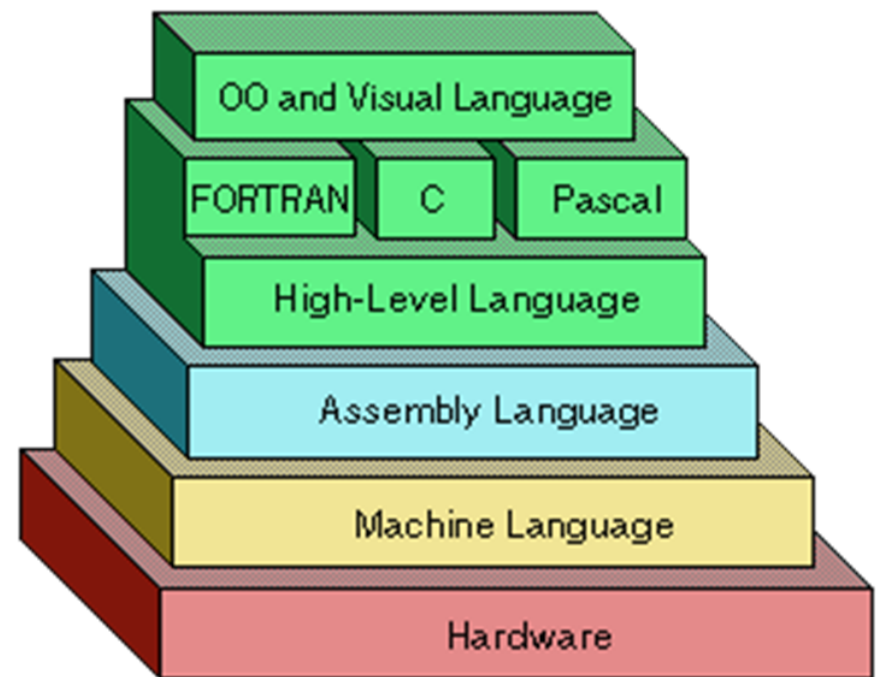 OO and Visual Language
FORTRAN C Pascal
High-Level Language
Assembly Language
Machine Language
Hardware